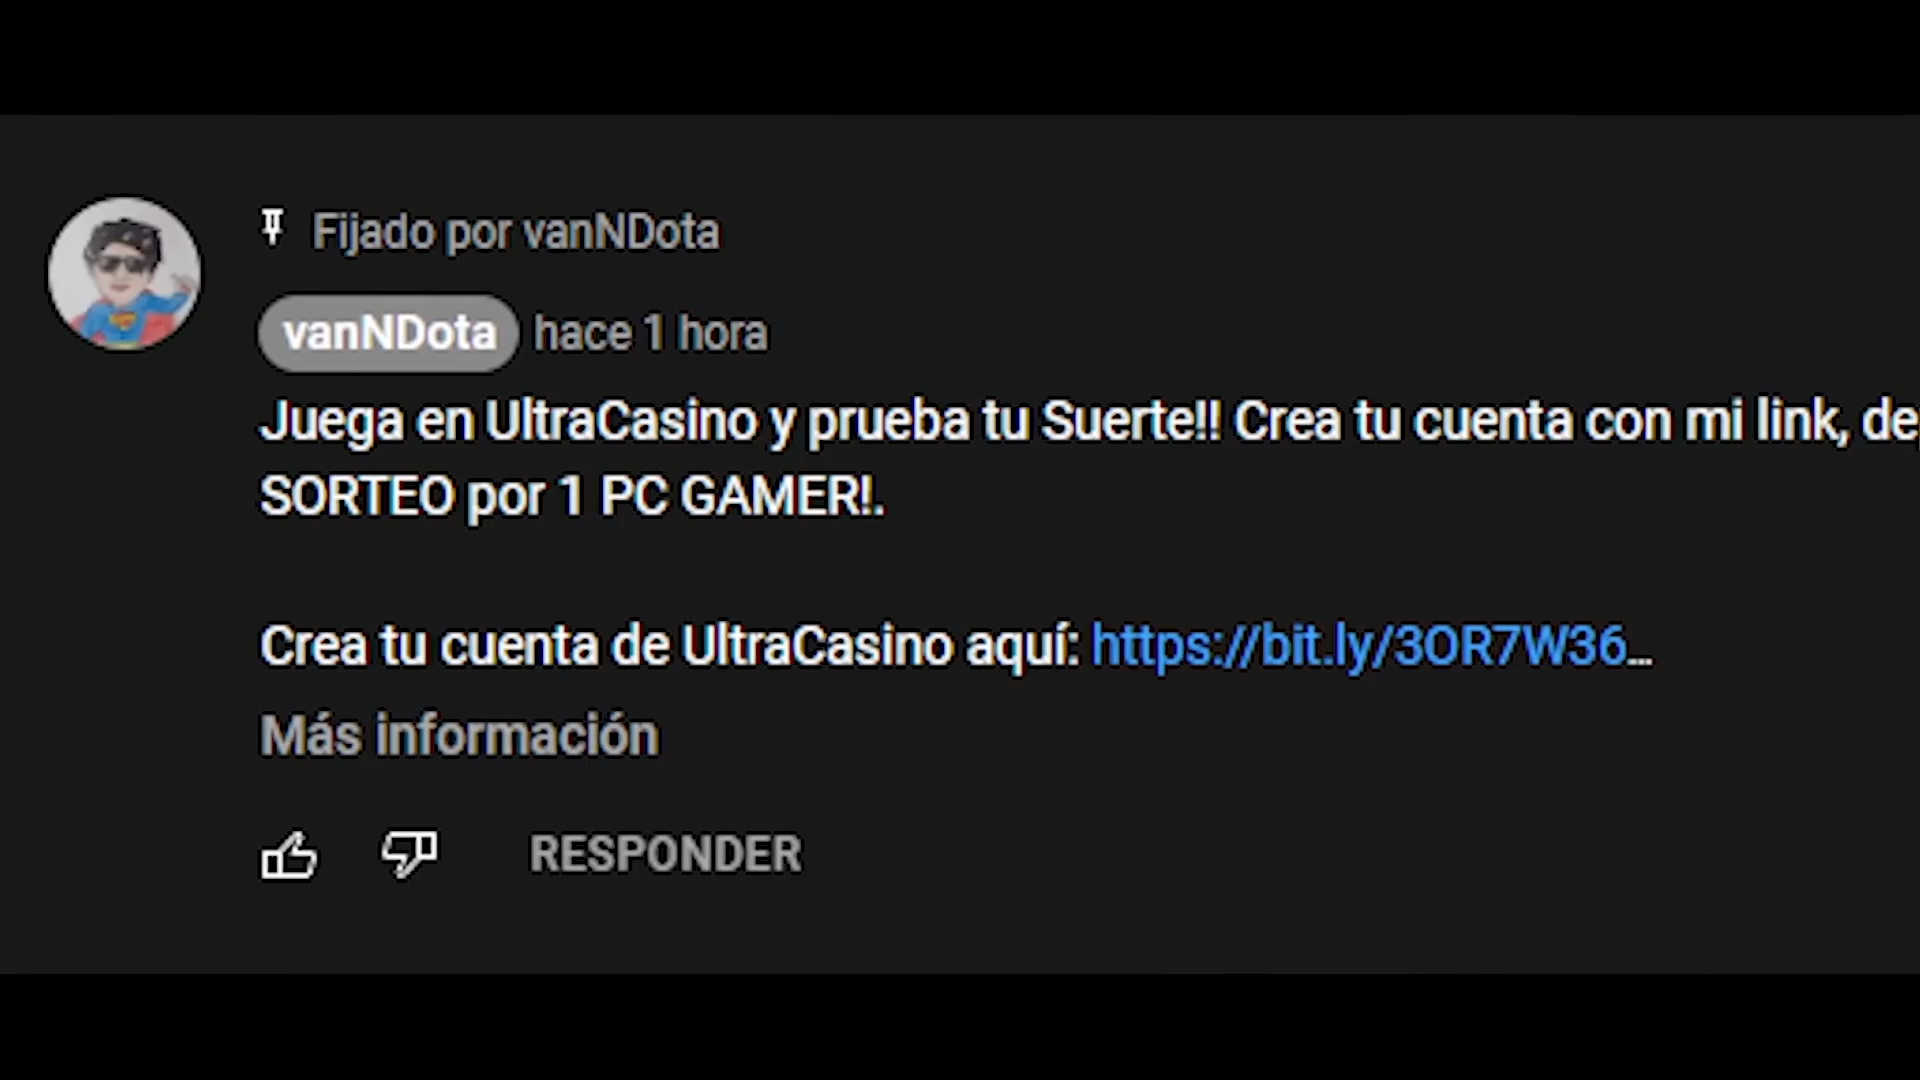 Fijado por vanNDota
vanNDota hace 1 hora
Juega en UltraCasino y prueba tu Suerte!! Crea tu cuenta con mi link,
SORTEO por 1 PC GAMER!.
Crea tu cuenta de UltraCasino aquí: https://bit.ly/3OR7W36...
Más información
RESPONDER